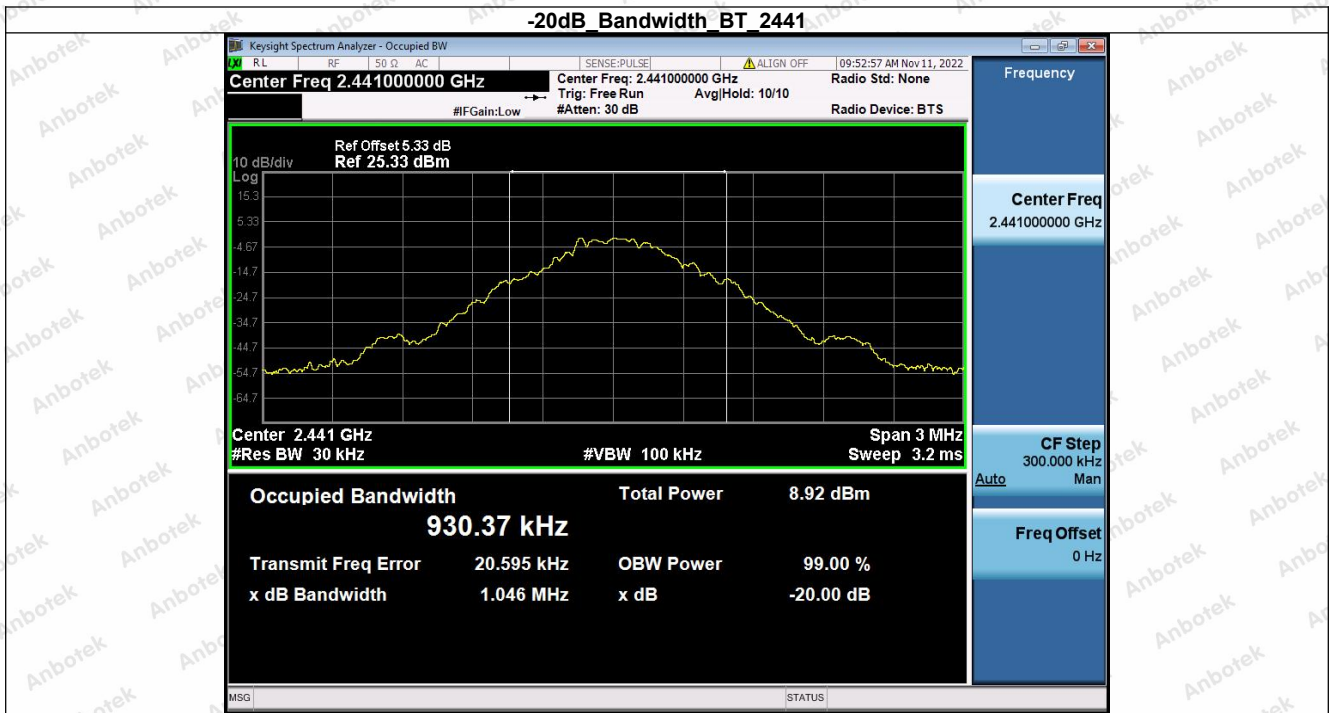 -20dB_Bandwidth_BT_2441
Keysight Spectrum Analyzer - Occupied BW
LXI RL RF 50 Ω AC SENSE:PULSE ALIGN OFF 09:52:57 AM Nov 11, 2022
Center Freq 2.441000000 GHz
Center Freq: 2.441000000 GHz Radio Std: None
Trig: Free Run Avg|Hold: 10/10
#IFGain:Low #Atten: 30 dB Radio Device: BTS
Ref Offset 5.33 dB
10 dB/div Ref 25.33 dBm
Log
15.3
5.33
-4.67
-14.7
-24.7
-34.7
-44.7
-54.7
-64.7
Center 2.441 GHz Span 3 MHz
#Res BW 30 kHz #VBW 100 kHz Sweep 3.2 ms
Occupied Bandwidth Total Power 8.92 dBm
930.37 kHz
Transmit Freq Error 20.595 kHz OBW Power 99.00 %
x dB Bandwidth 1.046 MHz x dB -20.00 dB
MSG STATUS
Frequency
Center Freq
2.441000000 GHz
CF Step
300.000 kHz
Auto Man
Freq Offset
0 Hz
Anbotek